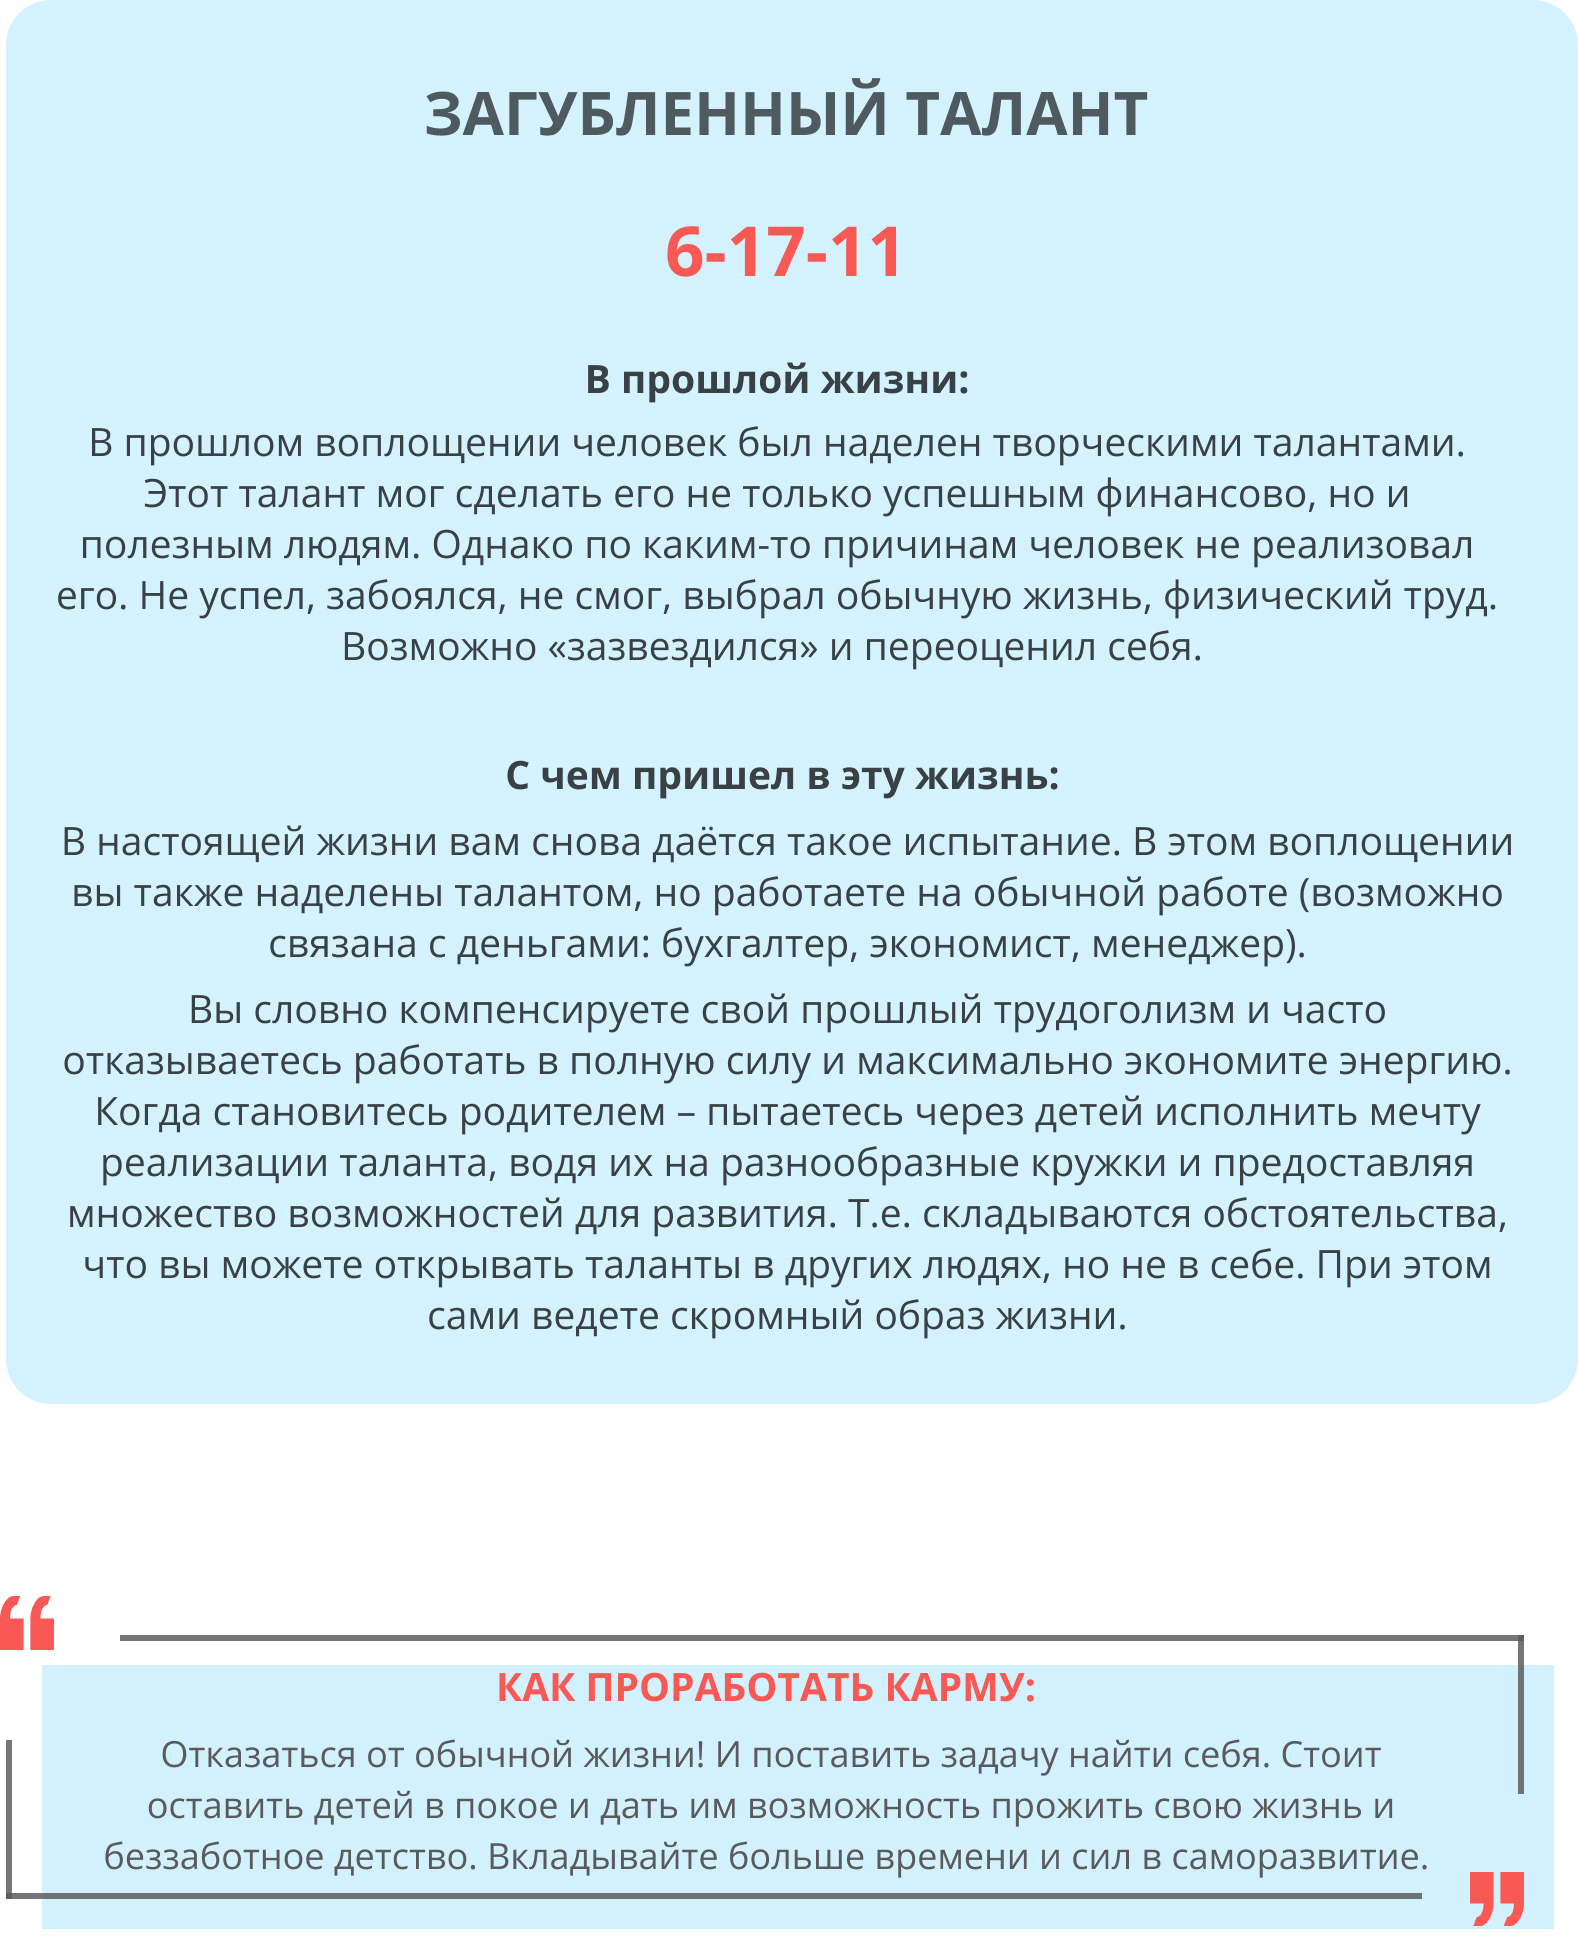 ЗАГУБЛЕННЫЙ ТАЛАНТ
6-17-11
В прошлой жизни:
В прошлом воплощении человек был наделен творческими талантами.
Этот талант мог сделать его не только успешным финансово, но и
полезным людям. Однако по каким-то причинам человек не реализовал
его. Не успел, забоялся, не смог, выбрал обычную жизнь, физический труд.
Возможно «зазвездился» и переоценил себя.
С чем пришел в эту жизнь:
В настоящей жизни вам снова даётся такое испытание. В этом воплощении
вы также наделены талантом, но работаете на обычной работе (возможно
связана с деньгами: бухгалтер, экономист, менеджер).
Вы словно компенсируете свой прошлый трудоголизм и часто
отказываетесь работать в полную силу и максимально экономите энергию.
Когда становитесь родителем – пытаетесь через детей исполнить мечту
реализации таланта, водя их на разнообразные кружки и предоставляя
множество возможностей для развития. Т.е. складываются обстоятельства,
что вы можете открывать таланты в других людях, но не в себе. При этом
сами ведете скромный образ жизни.
КАК ПРОРАБОТАТЬ КАРМУ:
Отказаться от обычной жизни! И поставить задачу найти себя. Стоит
оставить детей в покое и дать им возможность прожить свою жизнь и
беззаботное детство. Вкладывайте больше времени и сил в саморазвитие.